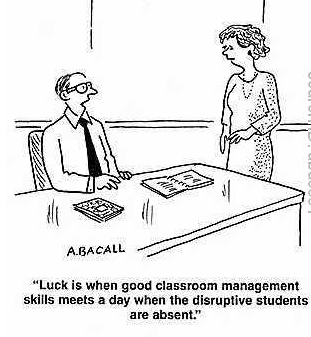 A.BACALL
"Luck is when good classroom management
skills meets a day when the disruptive students
are absent."